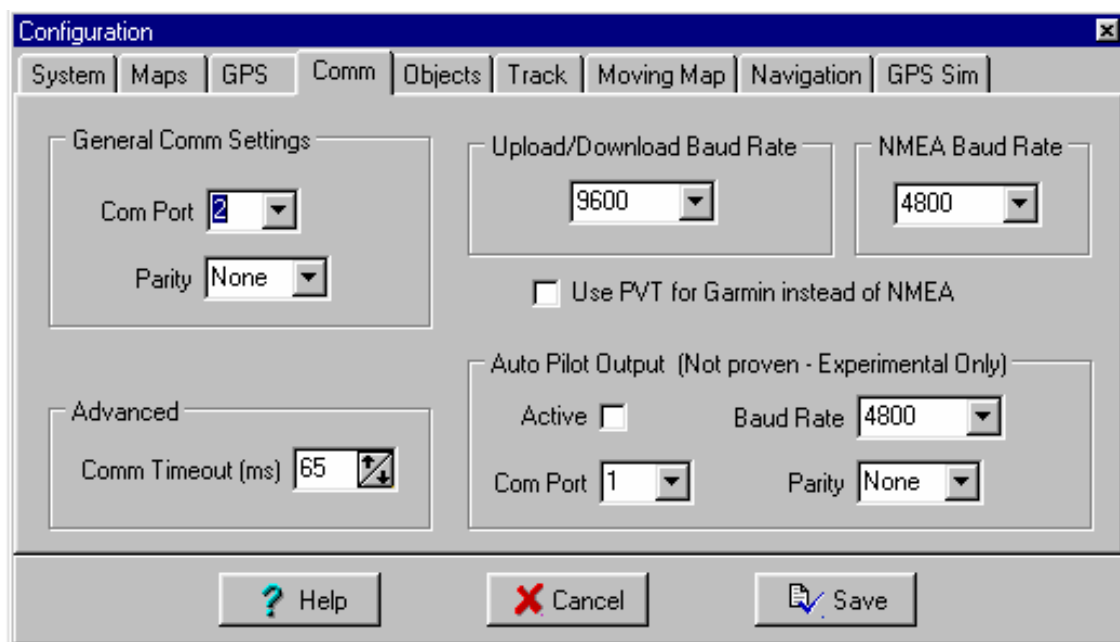 Configuration
System Maps GPS Comm Objects Track Moving Map Navigation GPS Sim
General Comm Settings
Com Port 2
Parity None
Upload/Download Baud Rate
9600
NMEA Baud Rate
4800
Use PVT for Garmin instead of NMEA
Advanced
Comm Timeout (ms) 65
Auto Pilot Output (Not proven - Experimental Only)
Active Baud Rate 4800
Com Port 1 Parity None
? Help Cancel Save